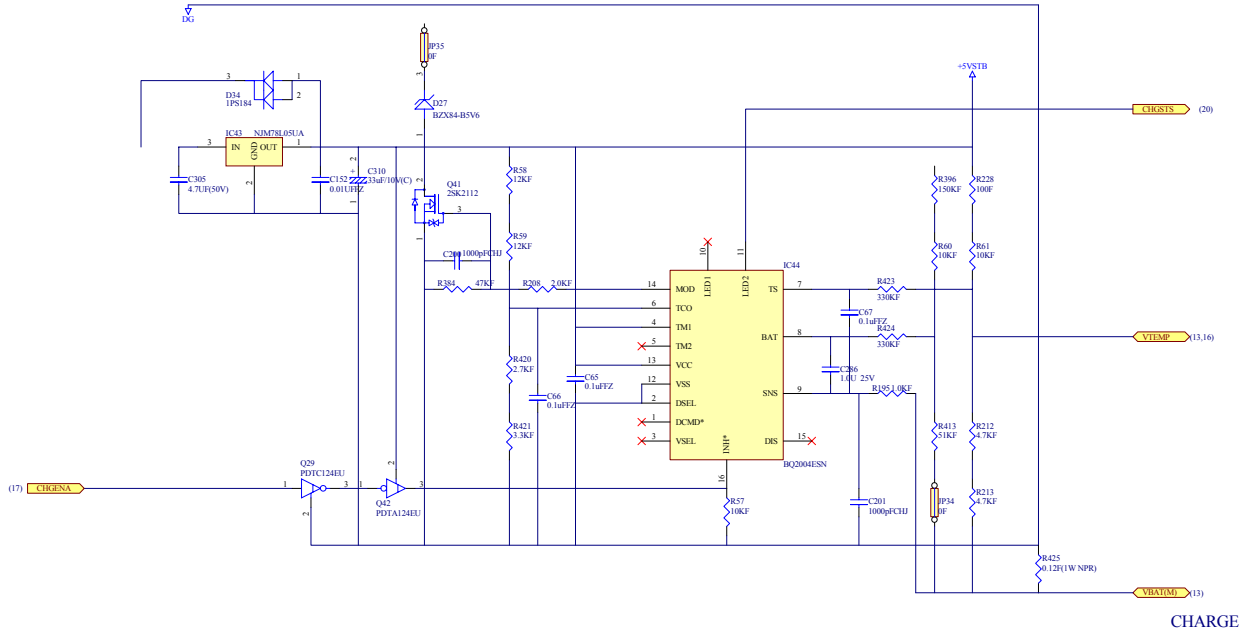 DG
JP35
0F
+5VSTB
3
1
3
D34
1PS184
2
D27
BZX84-B5V6
CHGSTS (20)
1
IC43 NJM78L05UA
3 IN GND OUT 1
2
2
C305
4.7UF(50V)
C152
0.01UFFZ
+
C310
33uF/10V(C)
1
2
Q41
2SK2112
3
1
R58
12KF
R396
150KF
R228
100F
R59
12KF
R60
10KF
R61
10KF
C200 1000pFCHJ
10
11
IC44
R384 47KF
R208 2.0KF
14 MOD
LED1
LED2
TS 7
R423
330KF
6 TCO
C67
0.1uFFZ
4 TM1
BAT 8
R424
330KF
VTEMP (13,16)
5 TM2
13 VCC
R420
2.7KF
C65
0.1uFFZ
12 VSS
C286
1.0U 25V
2 DSEL
SNS 9
R195 1.0KF
C66
0.1uFFZ
1 DCMD*
R421
3.3KF
3 VSEL
INH*
DIS 15
R413
51KF
R212
4.7KF
BQ2004ESN
16
Q29
PDTC124EU
2
(17) CHGENA
1
3
1
3
2
Q42
PDTA124EU
R57
10KF
C201
1000pFCHJ
JP34
0F
R213
4.7KF
R425
0.12F(1W NPR)
VBAT(M) (13)
CHARGE